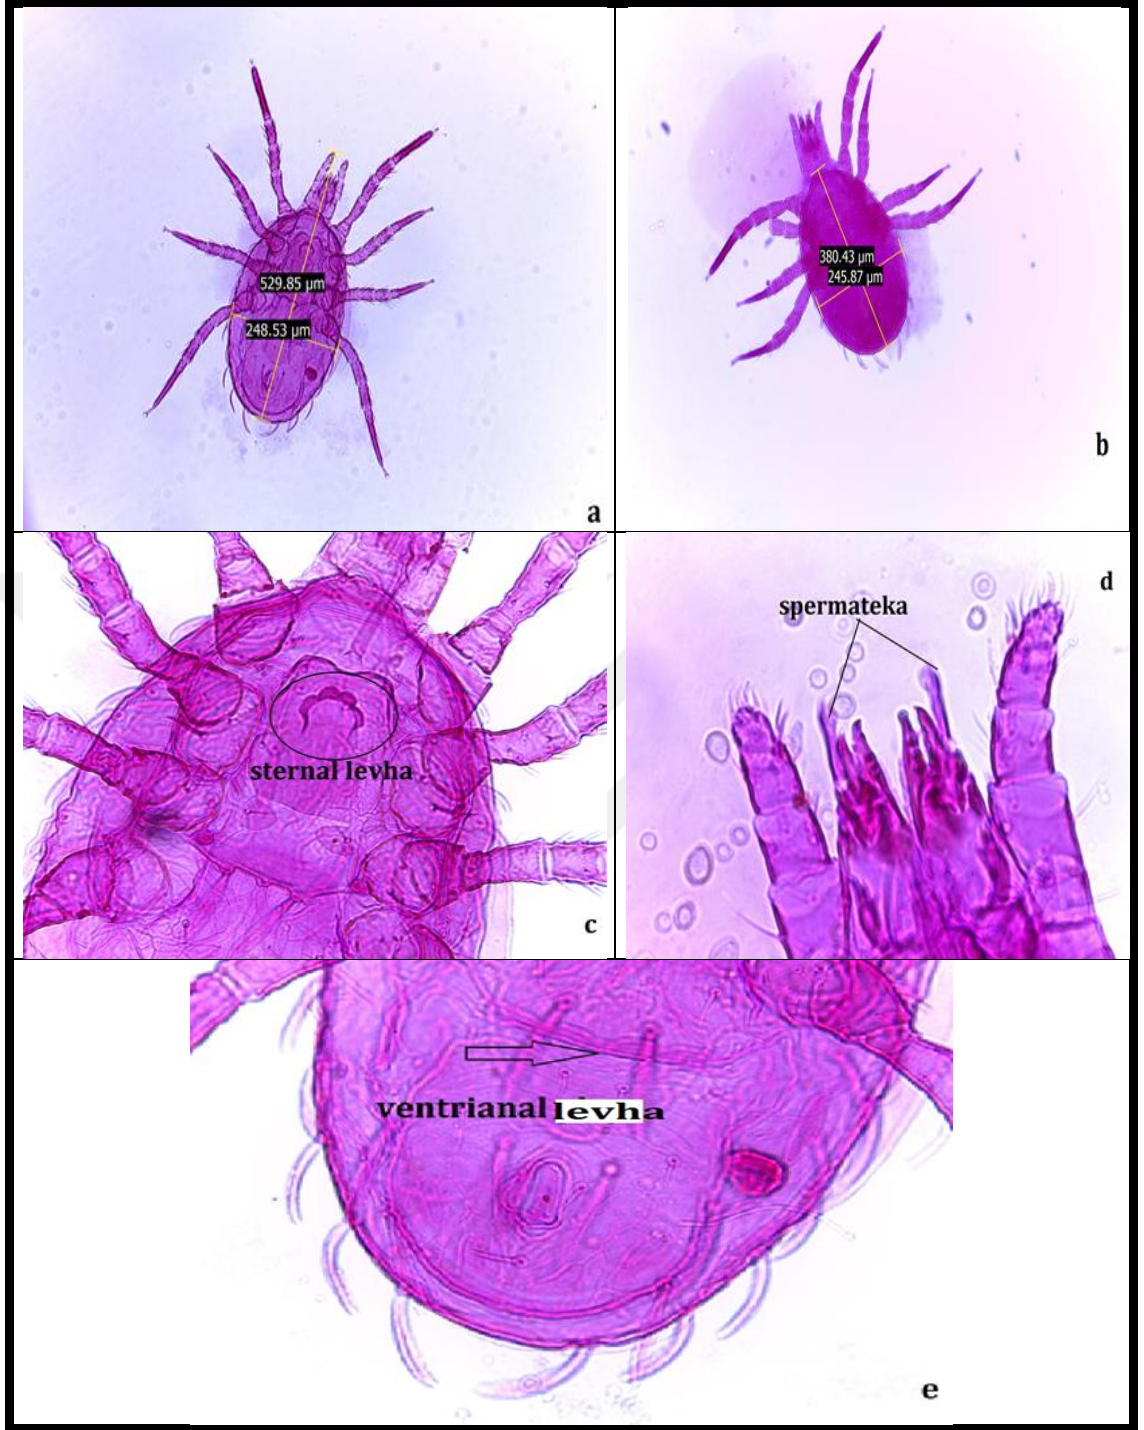 529.85 µm
248.53 µm
a
380.43 µm
245.87 µm
b
sternal levha
c
spermateka
d
ventrianal levha
e